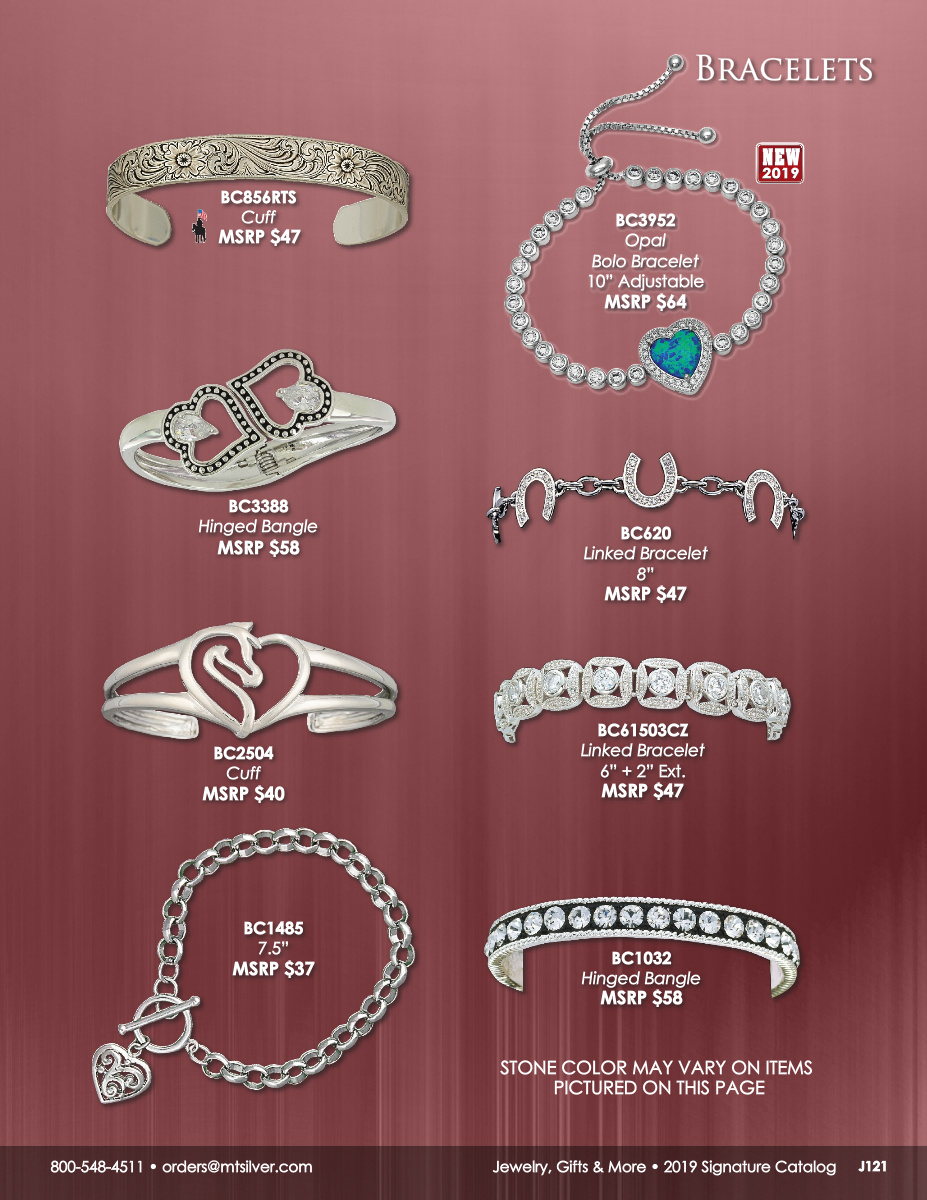 BRACELETS
NEW
2019
BC856RTS
Cuff
MSRP $47
BC3952
Opal
Bolo Bracelet
10” Adjustable
MSRP $64
BC3388
Hinged Bangle
MSRP $58
BC620
Linked Bracelet
8”
MSRP $47
BC2504
Cuff
MSRP $40
BC61503CZ
Linked Bracelet
6” + 2” Ext.
MSRP $47
BC1485
7.5”
MSRP $37
BC1032
Hinged Bangle
MSRP $58
STONE COLOR MAY VARY ON ITEMS
PICTURED ON THIS PAGE
800-548-4511 • orders@mtsilver.com
Jewelry, Gifts & More • 2019 Signature Catalog J121